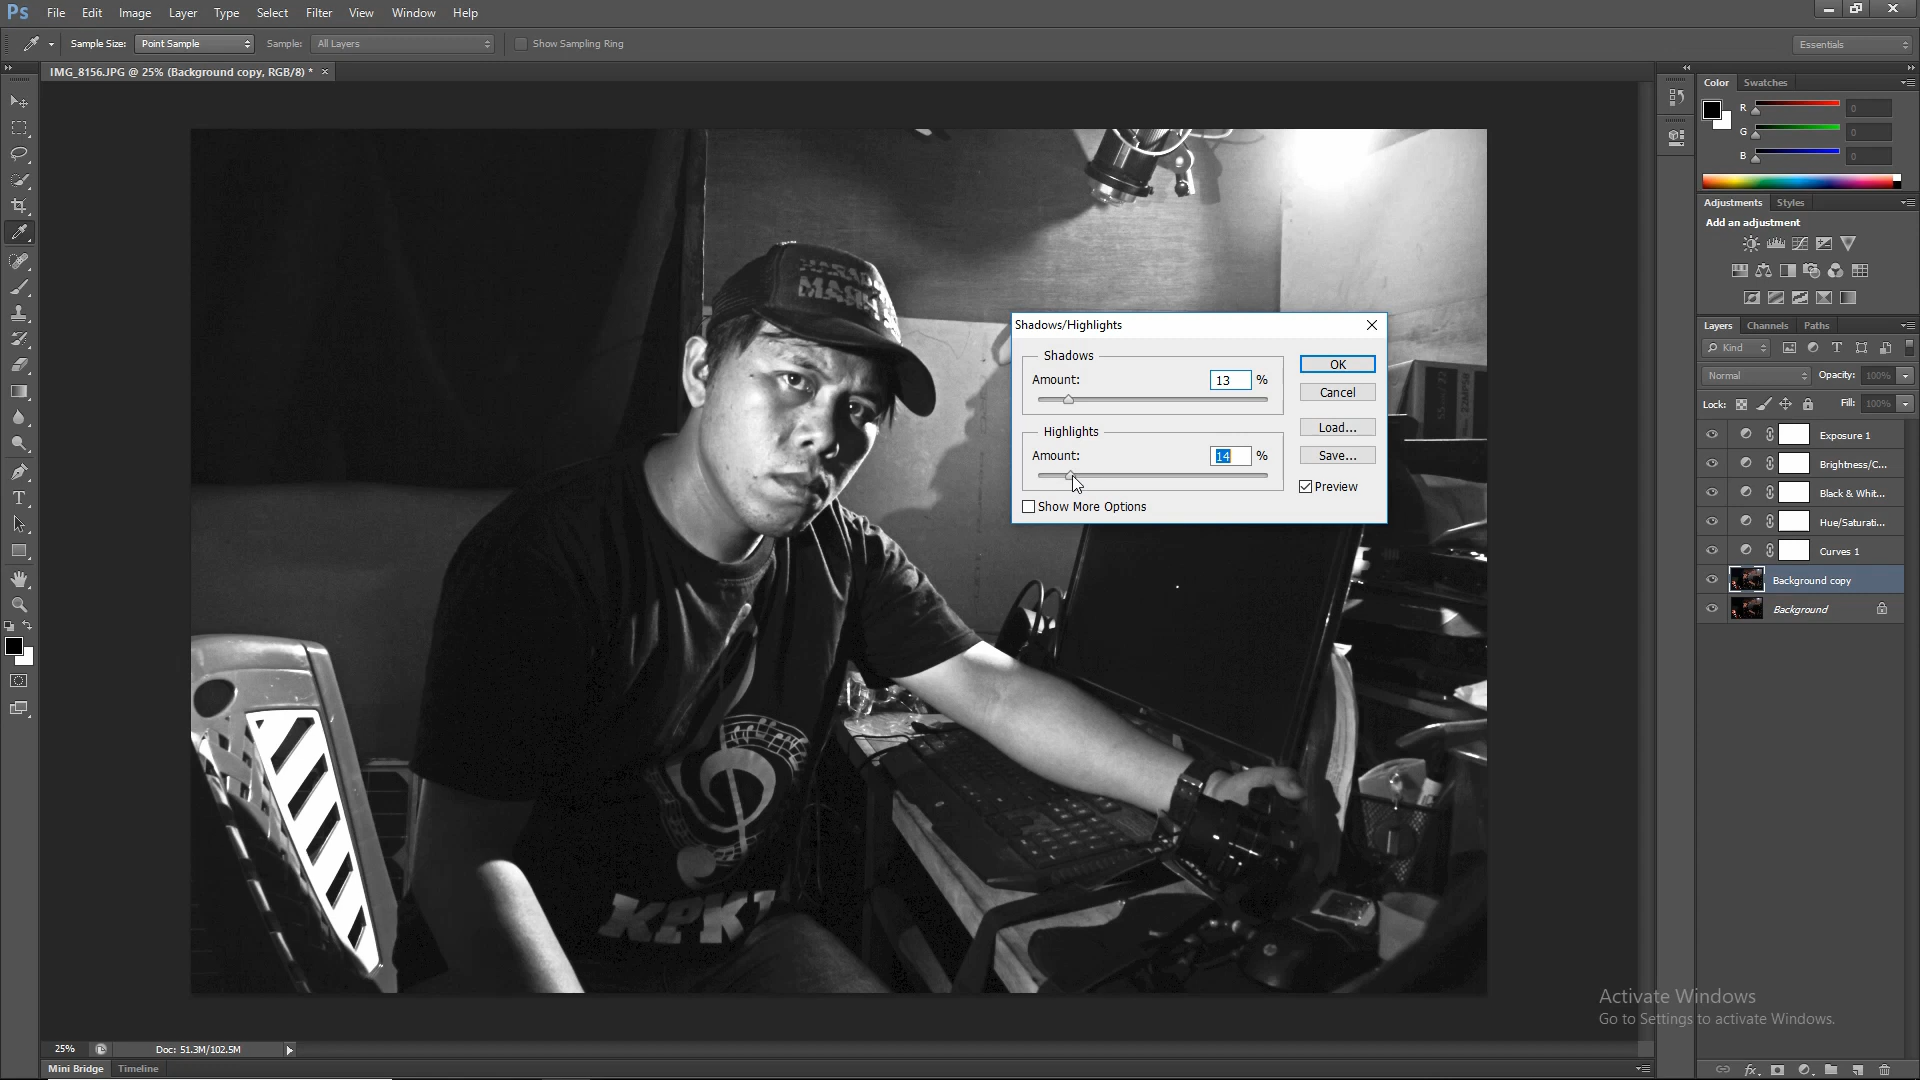 Ps File Edit Image Layer Type Select Filter View Window Help
Sample Size: Point Sample Sample: All Layers Show Sampling Ring Essentials
IMG_8156.JPG @ 25% (Background copy, RGB/8) * ×
Color Swatches
R 0
G 0
B 0
Adjustments Styles
Add an adjustment
Layers Channels Paths
Kind
Normal Opacity: 100%
Lock: Fill: 100%
Exposure 1
Brightness/C...
Black & Whit...
Hue/Saturati...
Curves 1
Background copy
Background
Shadows/Highlights
Shadows
Amount: 13 %
Highlights
Amount: 14 %
Show More Options
OK
Cancel
Load...
Save...
Preview
KPKI
Activate Windows
Go to Settings to activate Windows.
25% Doc: 51.3M/102.5M
Mini Bridge Timeline